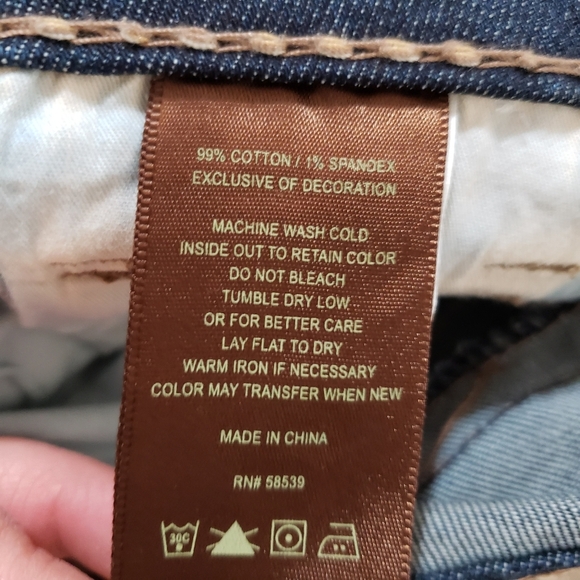 99% COTTON / 1% SPANDEX
EXCLUSIVE OF DECORATION
MACHINE WASH COLD
INSIDE OUT TO RETAIN COLOR
DO NOT BLEACH
TUMBLE DRY LOW
OR FOR BETTER CARE
LAY FLAT TO DRY
WARM IRON IF NECESSARY
COLOR MAY TRANSFER WHEN NEW
MADE IN CHINA
RN# 58539
30C